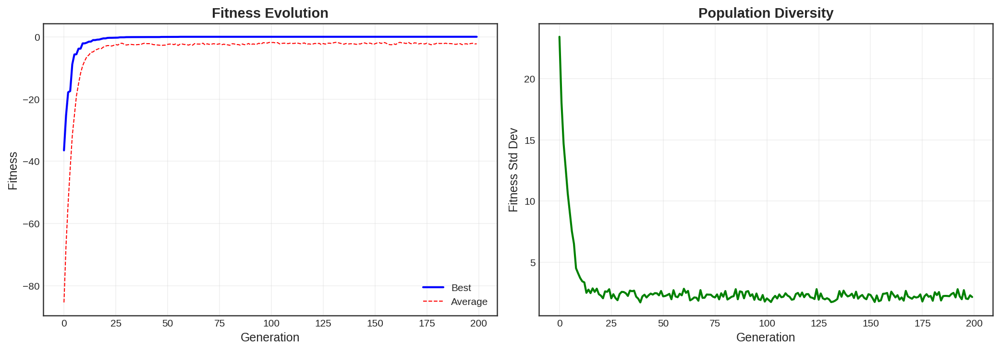 Fitness Evolution
Fitness
0
−20
−40
−60
−80
Best
Average
0 25 50 75 100 125 150 175 200
Generation
Population Diversity
Fitness Std Dev
20
15
10
5
0 25 50 75 100 125 150 175 200
Generation